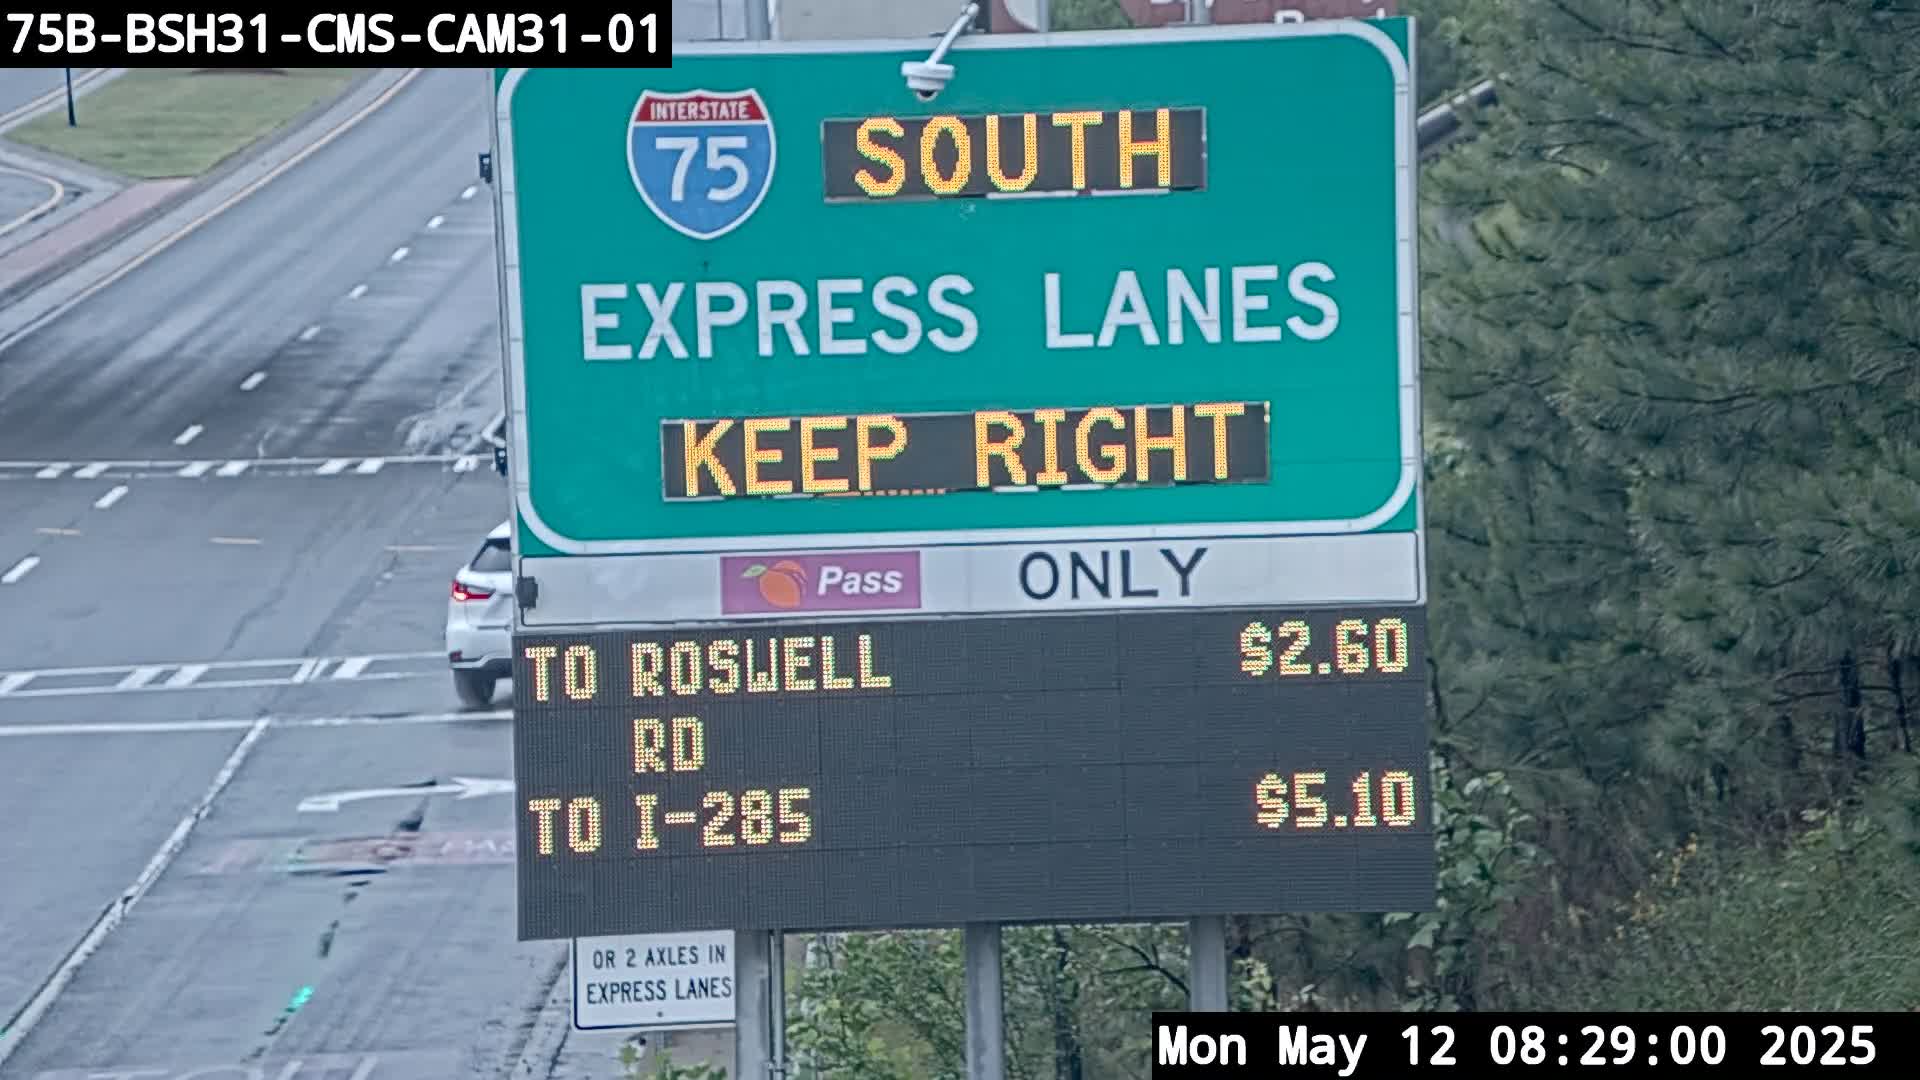 75B-BSH31-CMS-CAM31-01
INTERSTATE
75
SOUTH
EXPRESS LANES
KEEP RIGHT
Pass ONLY
TO ROSWELL $2.60
RD
TO I-285 $5.10
OR 2 AXLES IN
EXPRESS LANES
Mon May 12 08:29:00 2025